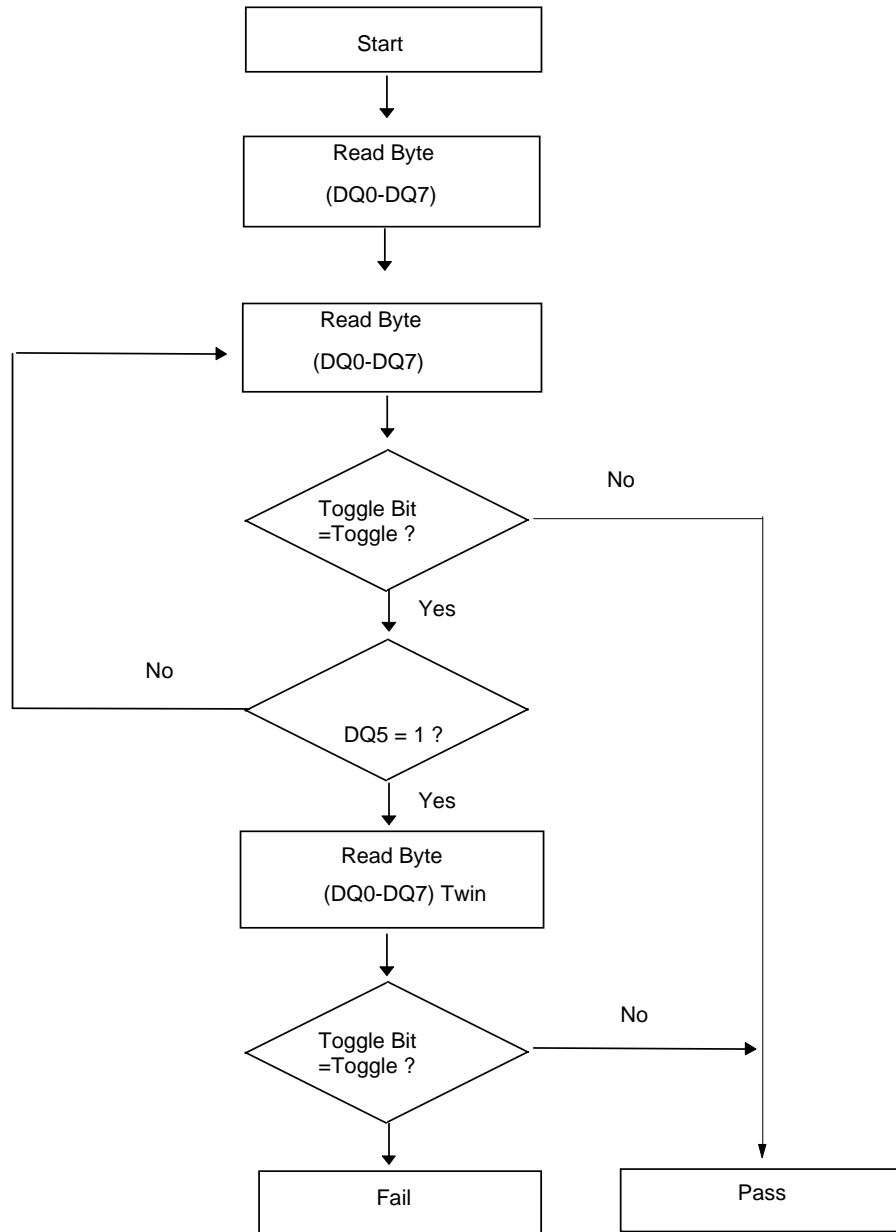 Start
Read Byte
(DQ0-DQ7)
Read Byte
(DQ0-DQ7)
No
Toggle Bit
=Toggle ?
Yes
No
DQ5 = 1 ?
Yes
Read Byte
(DQ0-DQ7) Twin
No
Toggle Bit
=Toggle ?
Fail
Pass